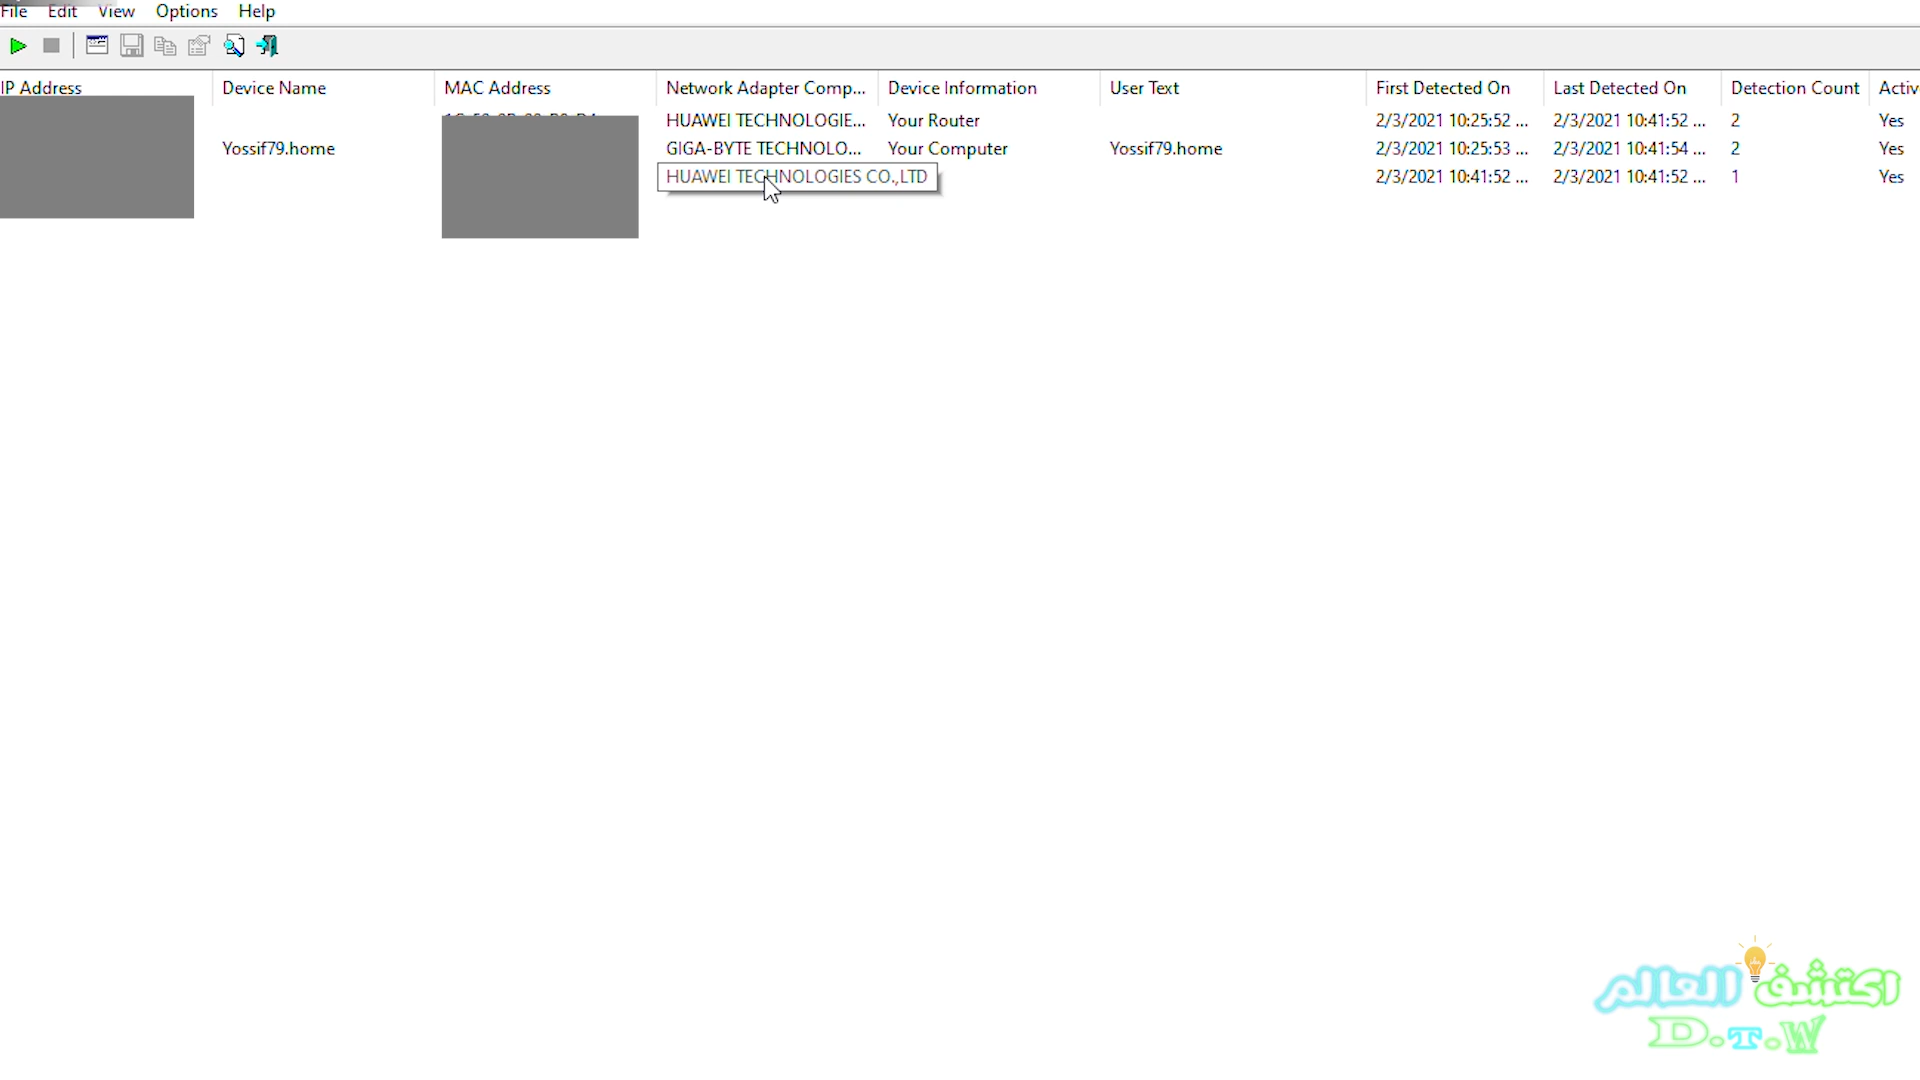 File Edit View Options Help
IP Address Device Name MAC Address Network Adapter Comp... Device Information User Text First Detected On Last Detected On Detection Count Activ
HUAWEI TECHNOLOGIE... Your Router 2/3/2021 10:25:52 ... 2/3/2021 10:41:52 ... 2 Yes
Yossif79.home GIGA-BYTE TECHNOLO... Your Computer Yossif79.home 2/3/2021 10:25:53 ... 2/3/2021 10:41:54 ... 2 Yes
HUAWEI TECHNOLOGIES CO.,LTD 2/3/2021 10:41:52 ... 2/3/2021 10:41:52 ... 1 Yes
اكتشف العالم
D.T.W